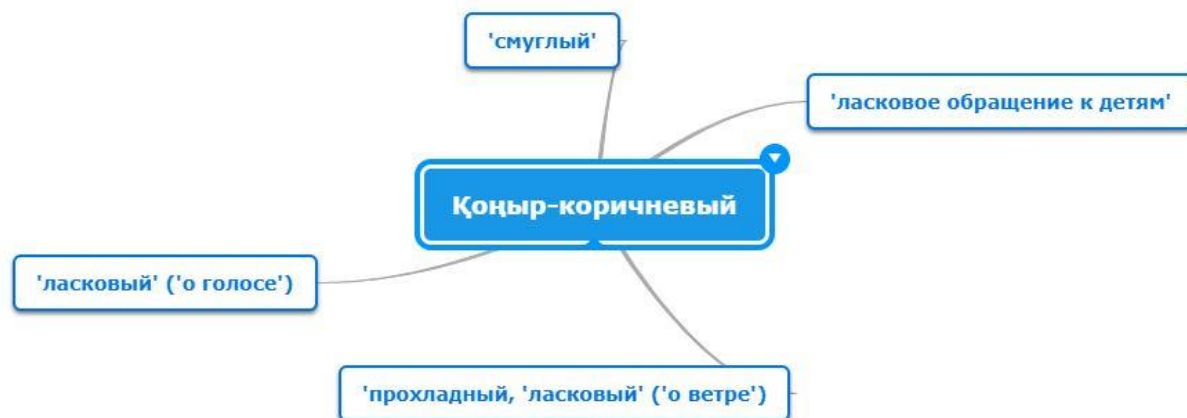 'смуглый'
'ласковое обращение к детям'
Қоңыр-коричневый
'ласковый' ('о голосе')
'прохладный, 'ласковый' ('о ветре')